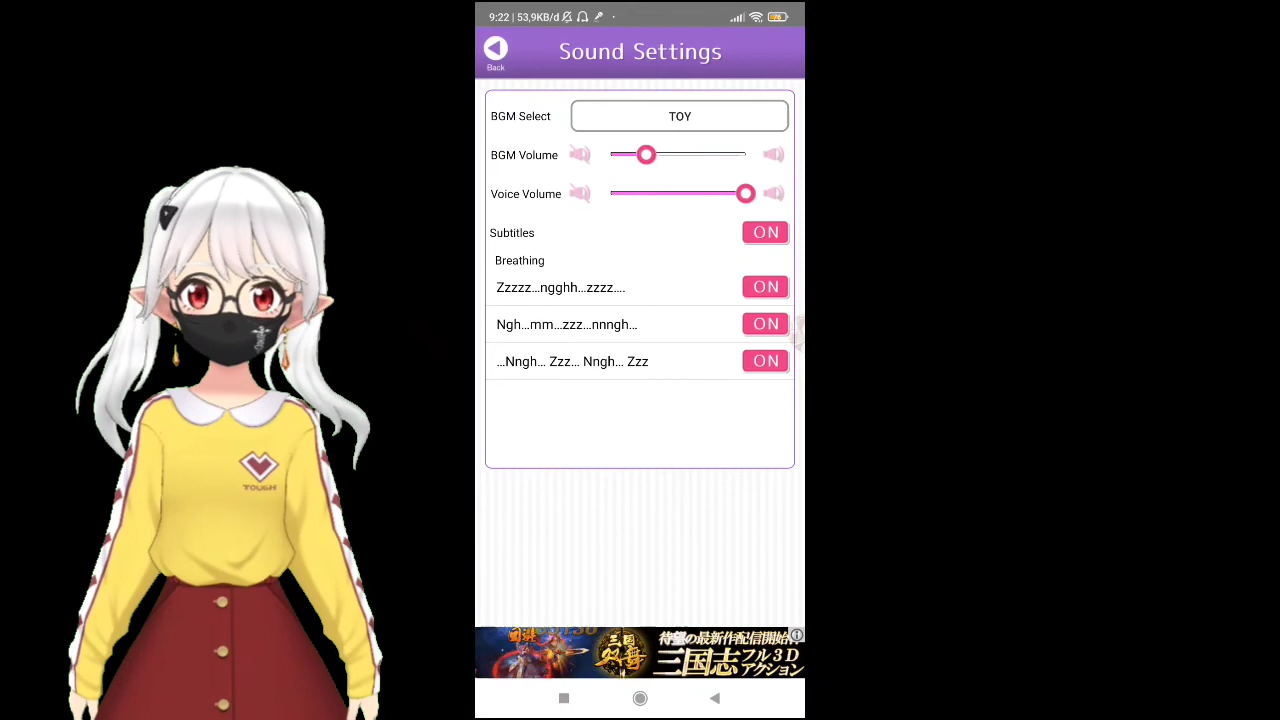 9:22 | 53,9KB/d
Sound Settings
Back
BGM Select
TOY
BGM Volume
Voice Volume
Subtitles
ON
Breathing
Zzzzz...ngghh...zzzz....
ON
Ngh...mm...zzz...nnngh...
ON
...Nngh... Zzz... Nngh... Zzz
ON
TOUGH
待望の最新作配信開始
三国志フル3D
アクション